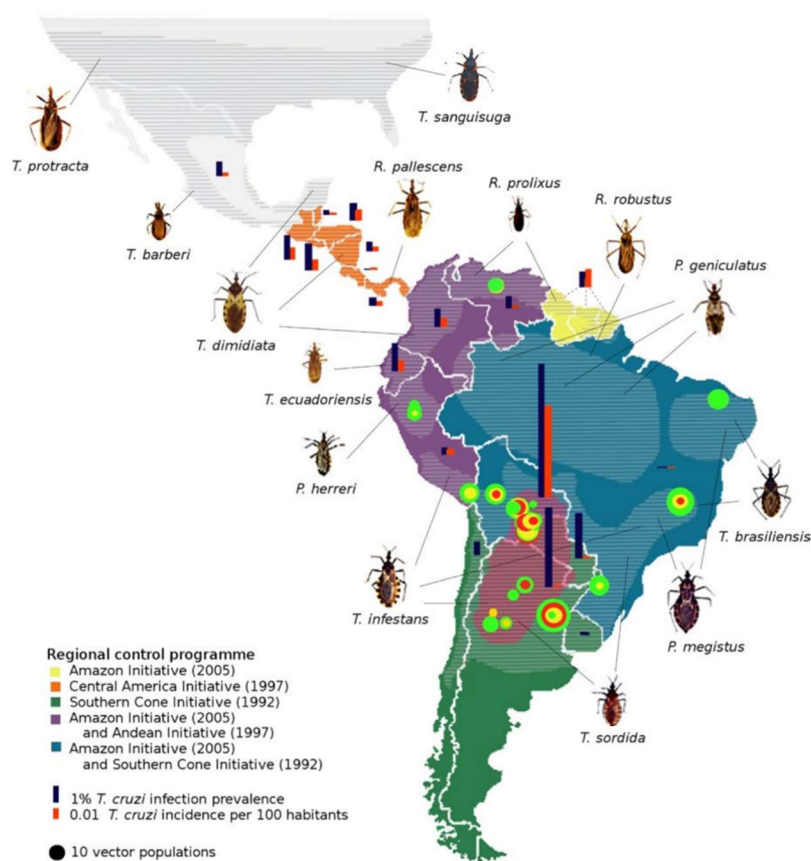 T. sanguisuga
T. protracta
R. pallescens
R. prolixus
R. robustus
T. barberi
P. geniculatus
T. dimidiata
T. ecuadoriensis
P. herreri
T. brasiliensis
T. infestans
P. megistus
T. sordida
Regional control programme
Amazon Initiative (2005)
Central America Initiative (1997)
Southern Cone Initiative (1992)
Amazon Initiative (2005)
and Andean Initiative (1997)
Amazon Initiative (2005)
and Southern Cone Initiative (1992)
1% T. cruzi infection prevalence
0.01 T. cruzi incidence per 100 habitants
10 vector populations